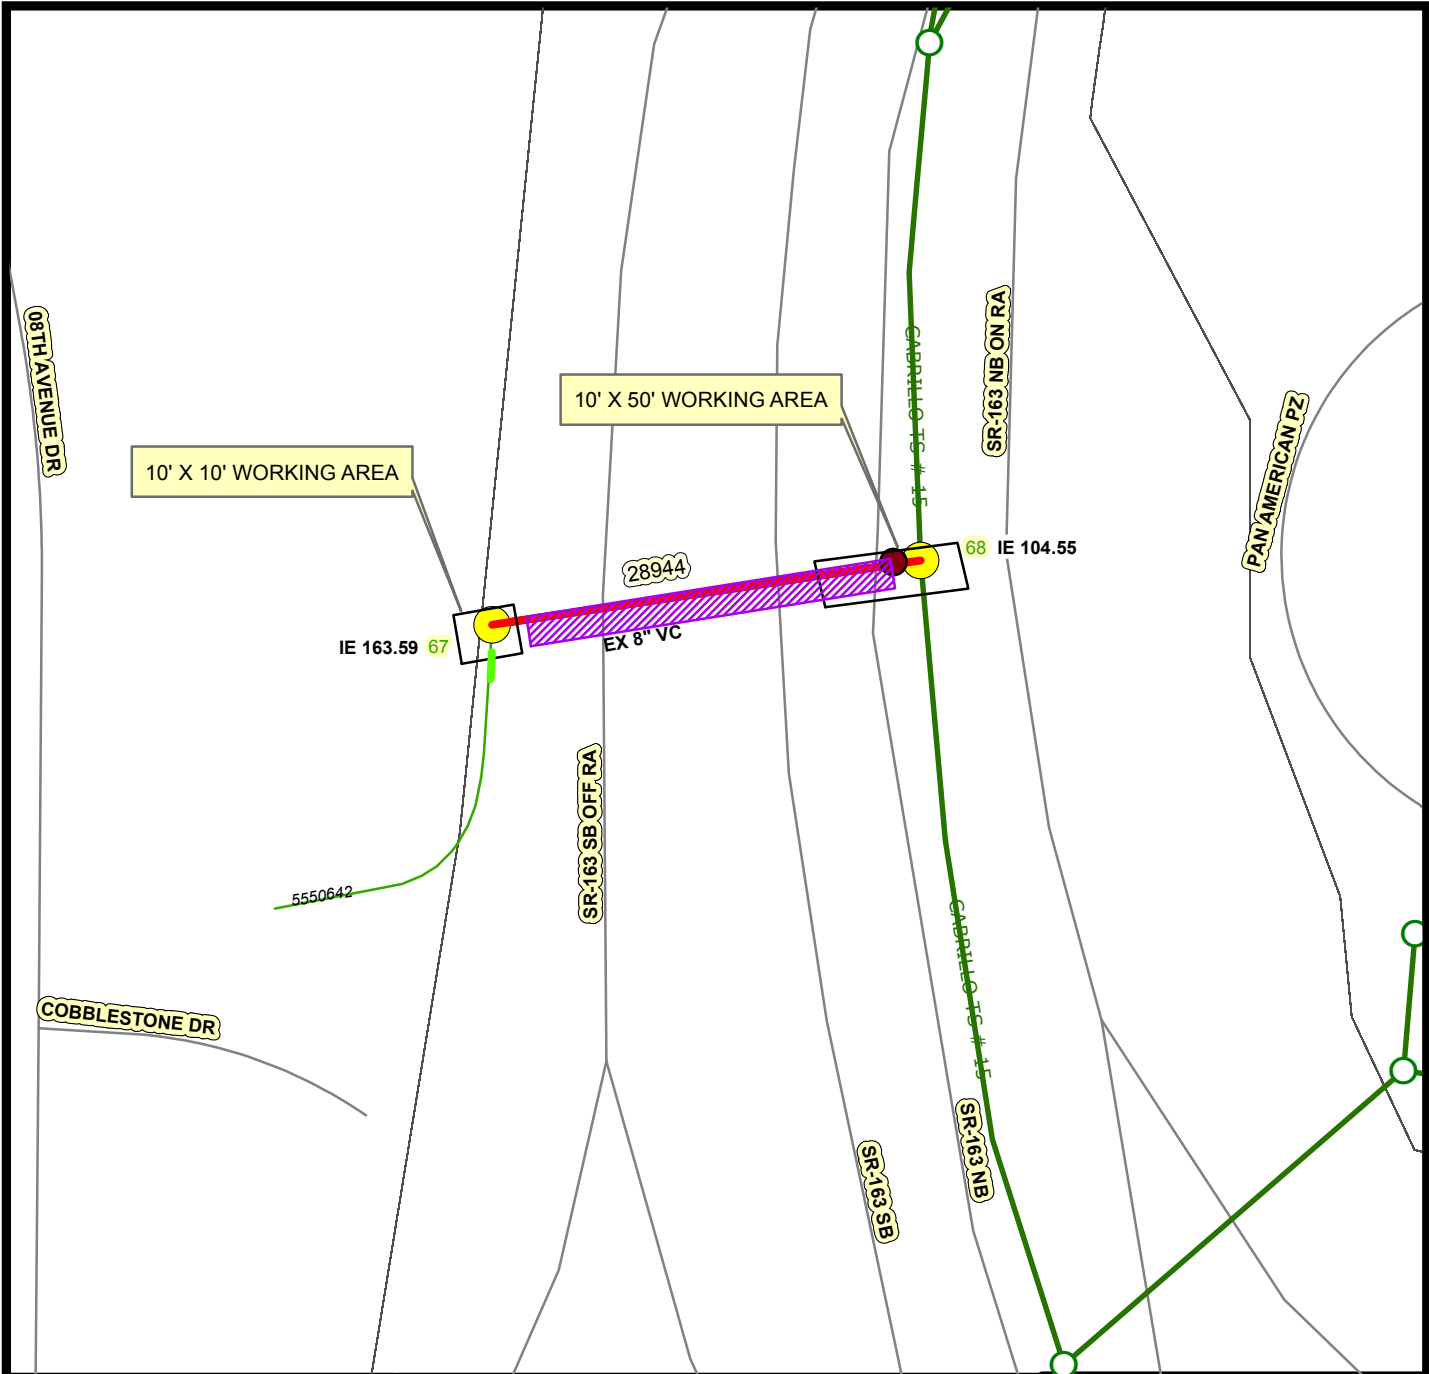 08TH AVENUE DR
10' X 50' WORKING AREA
10' X 10' WORKING AREA
CABRILLO TS # 15
SR-163 NB ON RA
PAN AMERICAN PZ
28944
68 IE 104.55
EX 8" VC
IE 163.59 67
SR-163 SB OFF RA
5550642
CABRILLO TS # 15
COBBLESTONE DR
SR-163 SB
SR-163 NB